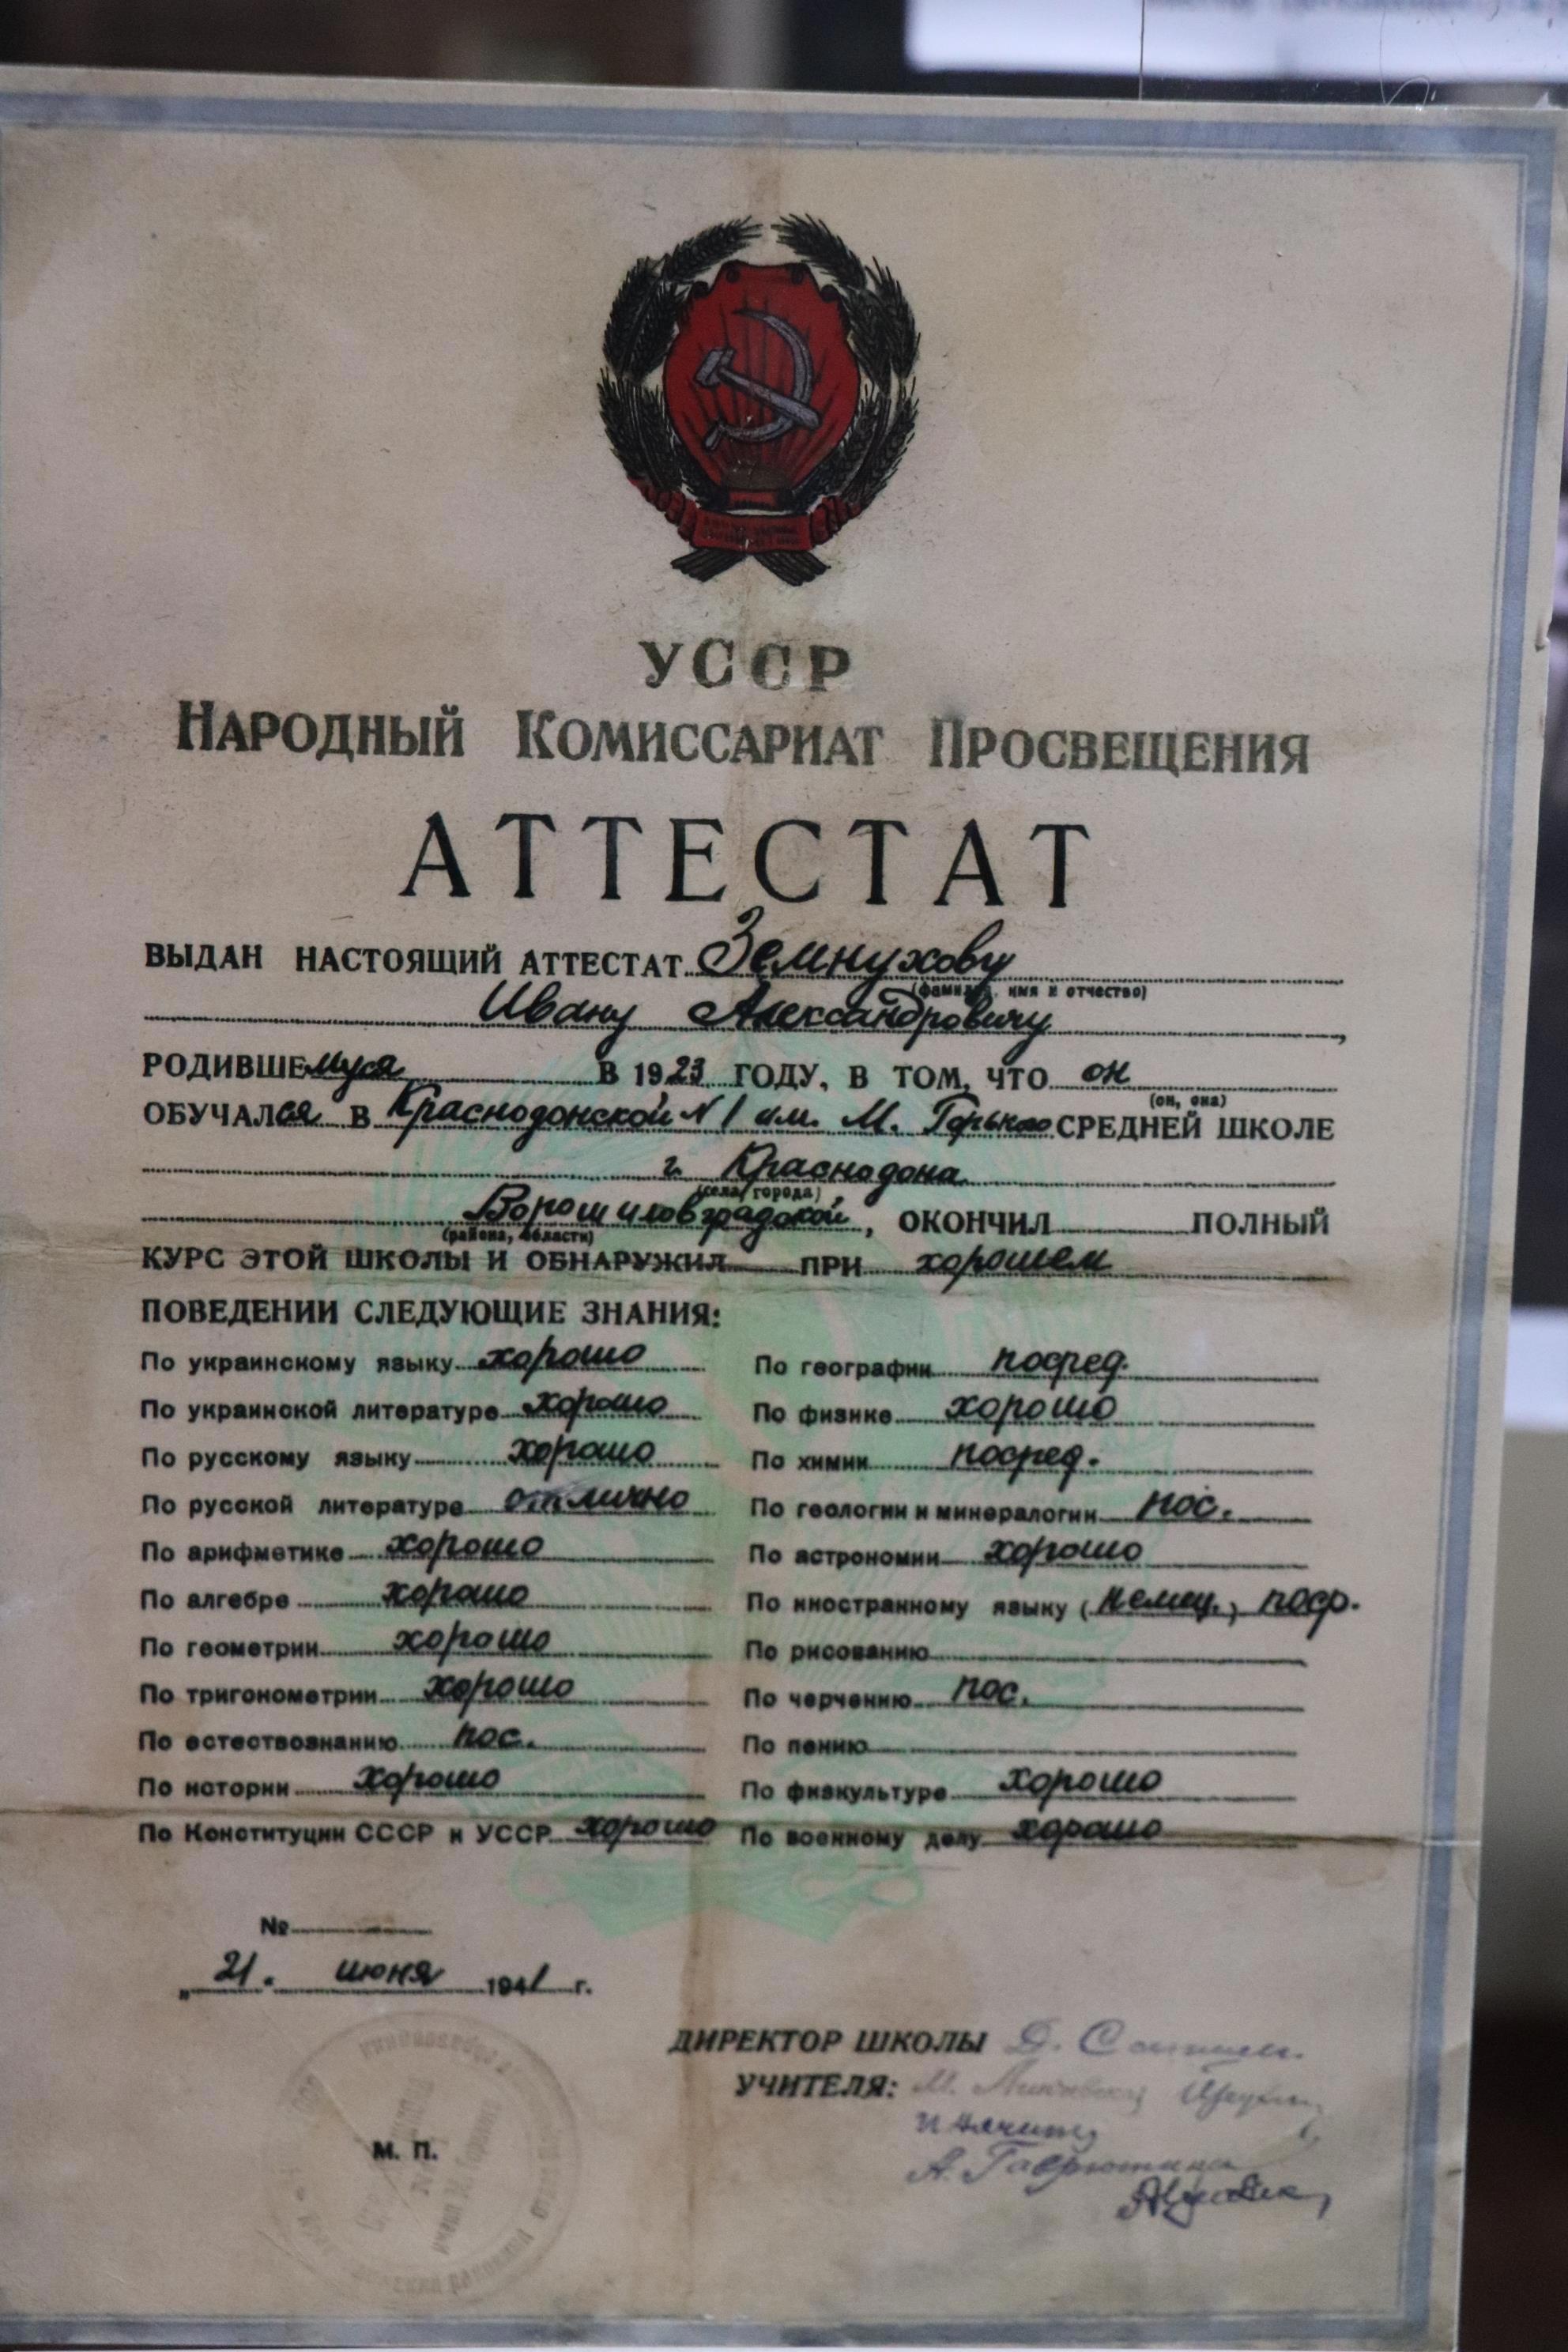 УССР
Народный Комиссариат Просвещения
АТТЕСТАТ
ВЫДАН НАСТОЯЩИЙ АТТЕСТАТ Земнухову
(фамилия, имя и отчество)
Ивану Александровичу,
РОДИВШЕмуся В 1923 ГОДУ, В ТОМ, ЧТО он
(он, она)
ОБУЧАЛся В Краснодонской N 1 им. М. Горького СРЕДНЕЙ ШКОЛЕ
г. Краснодона
(села, города)
Ворошиловградской, ОКОНЧИЛ ПОЛНЫЙ
(района, области)
КУРС ЭТОЙ ШКОЛЫ И ОБНАРУЖИЛ ПРИ хорошем
ПОВЕДЕНИИ СЛЕДУЮЩИЕ ЗНАНИЯ:
По украинскому языку хорошо
По украинской литературе хорошо
По русскому языку хорошо
По русской литературе отлично
По арифметике хорошо
По алгебре хорошо
По геометрии хорошо
По тригонометрии хорошо
По естествознанию пос.
По истории хорошо
По Конституции СССР и УССР хорошо
По географии посред.
По физике хорошо
По химии посред.
По геологии и минералогии пос.
По астрономии хорошо
По иностранному языку (немец.) поср.
По рисованию
По черчению пос.
По пению
По физкультуре хорошо
По военному делу хорошо
№
„21. июня 1941 г.
ДИРЕКТОР ШКОЛЫ Д.
УЧИТЕЛЯ: М.
А.
М. П.